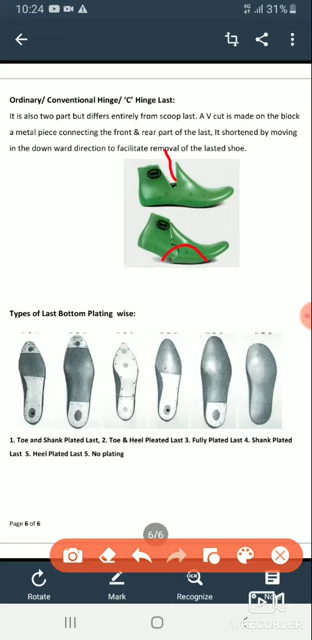 10:24
4G
31%
Ordinary/ Conventional Hinge/ ‘C’ Hinge Last:
It is also two part but differs entirely from scoop last. A V cut is made on the block
a metal piece connecting the front & rear part of the last, It shortened by moving
in the down ward direction to facilitate removal of the lasted shoe.
Types of Last Bottom Plating wise:
1. Toe and Shank Plated Last, 2. Toe & Heel Pleated Last 3. Fully Plated Last 4. Shank Plated
Last 5. Heel Plated Last 5. No plating
Page 6 of 6
6/6
OCR
Rotate
Mark
Recognize
VRECORDER